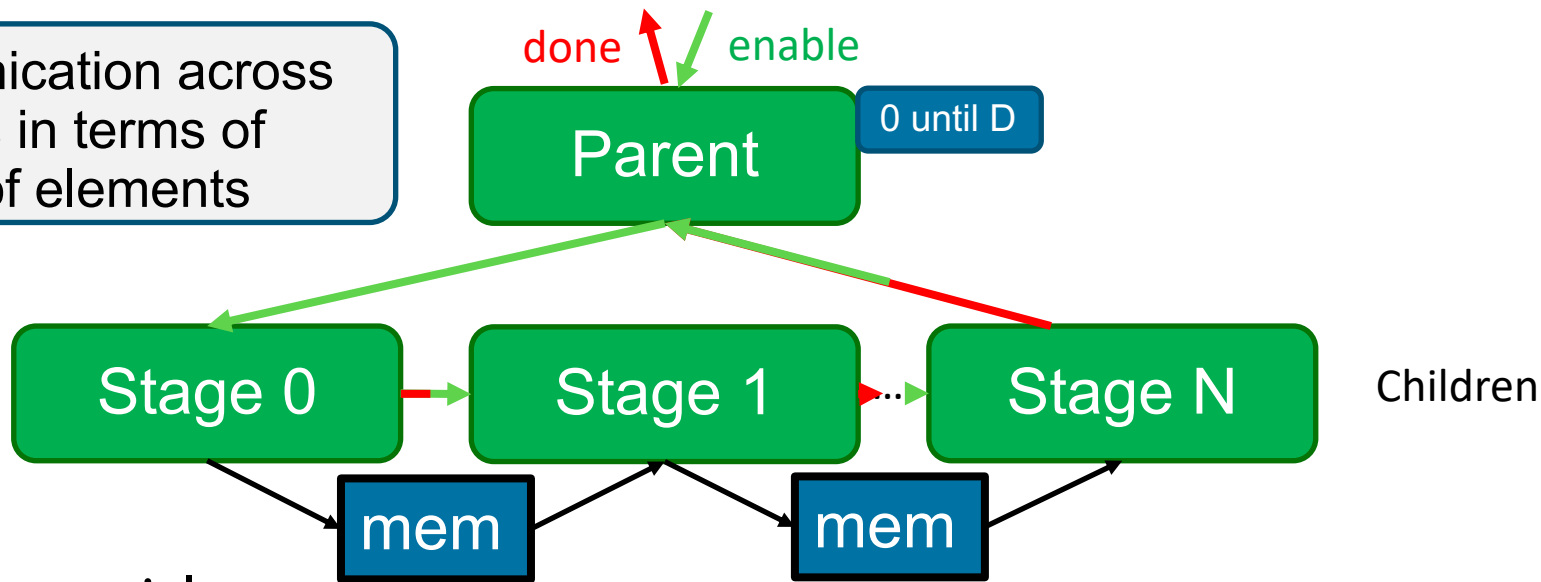 done
enable
ication across
in terms of
of elements
Parent
0 until D
Stage 0
Stage 1
...
Stage N
Children
mem
mem